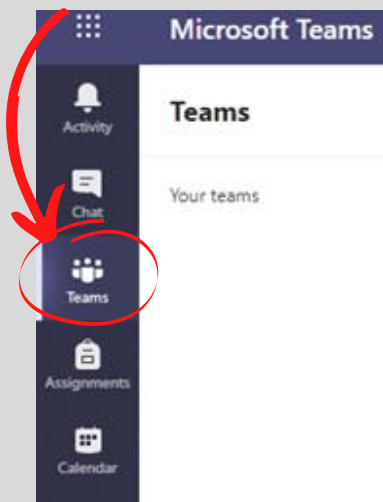 Microsoft Teams
Activity
Teams
Chat
Your teams
Teams
Assignments
Calendar